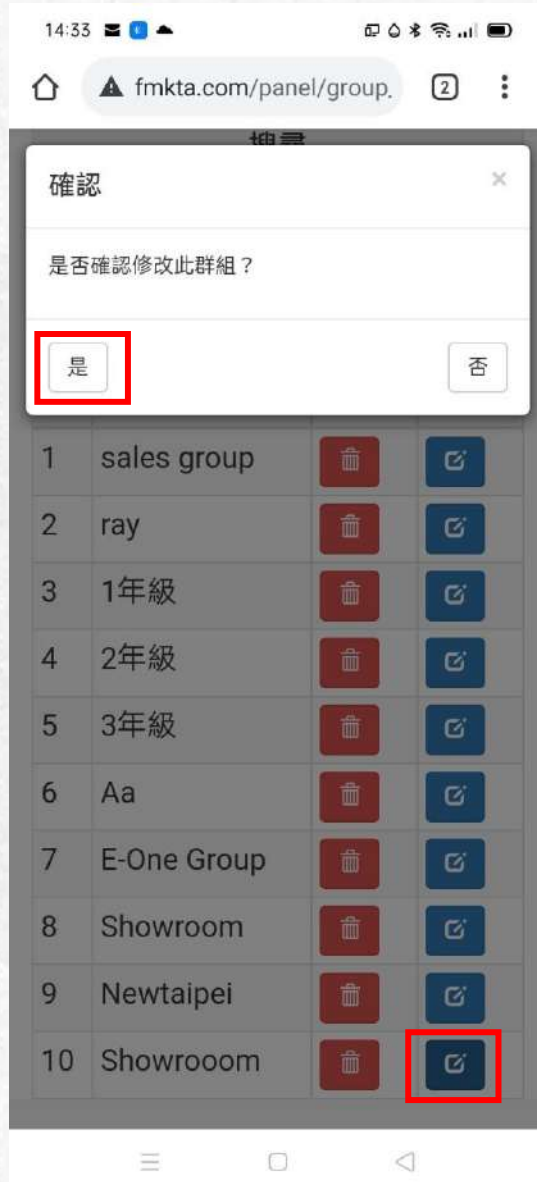 14:33
fmkta.com/panel/group.
2
搜尋
確認
×
是否確認修改此群組？
是
否
1 sales group
2 ray
3 1年級
4 2年級
5 3年級
6 Aa
7 E-One Group
8 Showroom
9 Newtaipei
10 Showrooom